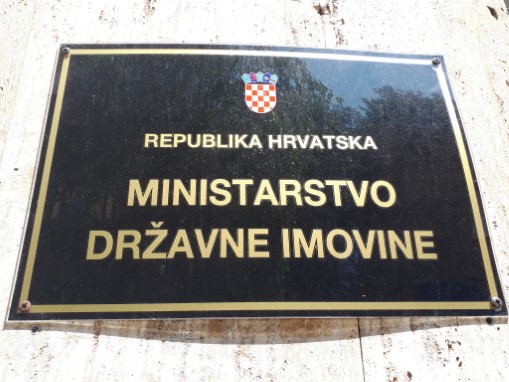 REPUBLIKA HRVATSKA
MINISTARSTVO
DRŽAVNE IMOVINE